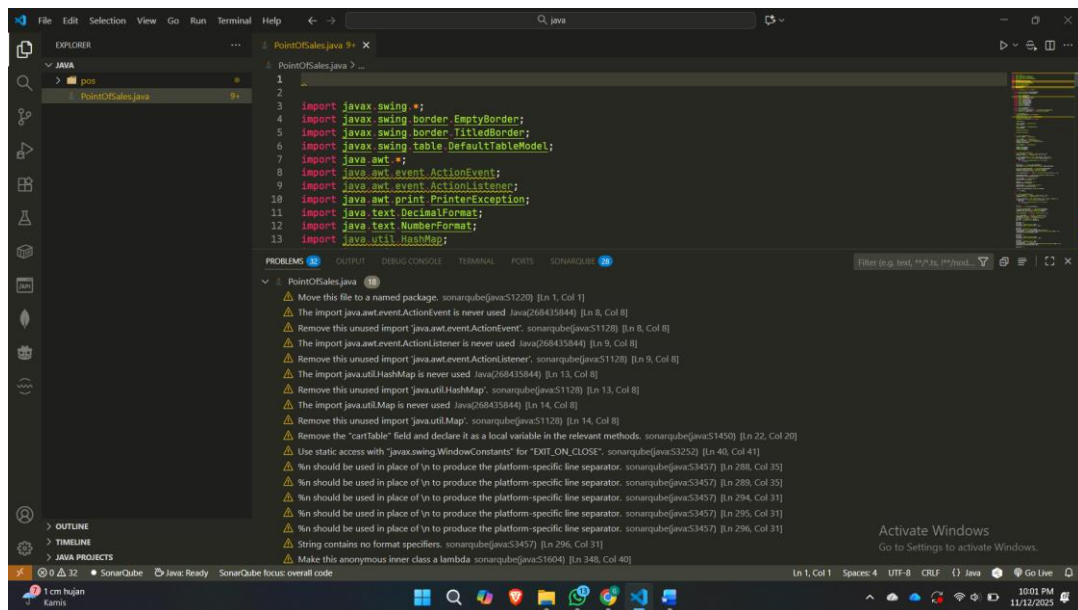 File Edit Selection View Go Run Terminal Help
java
EXPLORER
PointOfSales.java 9+
JAVA
pos
PointOfSales.java 9+
PointOfSales.java > ...
1
2
3 import javax.swing.*;
4 import javax.swing.border.EmptyBorder;
5 import javax.swing.border.TitledBorder;
6 import javax.swing.table.DefaultTableModel;
7 import java.awt.*;
8 import java.awt.event.ActionEvent;
9 import java.awt.event.ActionListener;
10 import java.awt.print.PrinterException;
11 import java.text.DecimalFormat;
12 import java.text.NumberFormat;
13 import java.util.HashMap;
PROBLEMS 32 OUTPUT DEBUG CONSOLE TERMINAL PORTS SONARQUBE 28
Filter (e.g. text, **/*.ts, !**/nod...
PointOfSales.java 18
Move this file to a named package. sonarqube(java:S1220) [Ln 1, Col 1]
The import java.awt.event.ActionEvent is never used Java(268435844) [Ln 8, Col 8]
Remove this unused import 'java.awt.event.ActionEvent'. sonarqube(java:S1128) [Ln 8, Col 8]
The import java.awt.event.ActionListener is never used Java(268435844) [Ln 9, Col 8]
Remove this unused import 'java.awt.event.ActionListener'. sonarqube(java:S1128) [Ln 9, Col 8]
The import java.util.HashMap is never used Java(268435844) [Ln 13, Col 8]
Remove this unused import 'java.util.HashMap'. sonarqube(java:S1128) [Ln 13, Col 8]
The import java.util.Map is never used Java(268435844) [Ln 14, Col 8]
Remove this unused import 'java.util.Map'. sonarqube(java:S1128) [Ln 14, Col 8]
Remove the "cartTable" field and declare it as a local variable in the relevant methods. sonarqube(java:S1450) [Ln 22, Col 20]
Use static access with "javax.swing.WindowConstants" for "EXIT_ON_CLOSE". sonarqube(java:S3252) [Ln 40, Col 41]
%n should be used in place of \n to produce the platform-specific line separator. sonarqube(java:S3457) [Ln 288, Col 35]
%n should be used in place of \n to produce the platform-specific line separator. sonarqube(java:S3457) [Ln 289, Col 35]
%n should be used in place of \n to produce the platform-specific line separator. sonarqube(java:S3457) [Ln 294, Col 31]
%n should be used in place of \n to produce the platform-specific line separator. sonarqube(java:S3457) [Ln 295, Col 31]
%n should be used in place of \n to produce the platform-specific line separator. sonarqube(java:S3457) [Ln 296, Col 31]
String contains no format specifiers. sonarqube(java:S3457) [Ln 296, Col 31]
Make this anonymous inner class a lambda sonarqube(java:S1604) [Ln 348, Col 40]
OUTLINE
TIMELINE
JAVA PROJECTS
Activate Windows
Go to Settings to activate Windows.
0 32 SonarQube Java: Ready SonarQube focus: overall code
Ln 1, Col 1 Spaces: 4 UTF-8 CRLF {} Java Go Live
1 cm hujan
Kamis
10:01 PM
11/12/2025